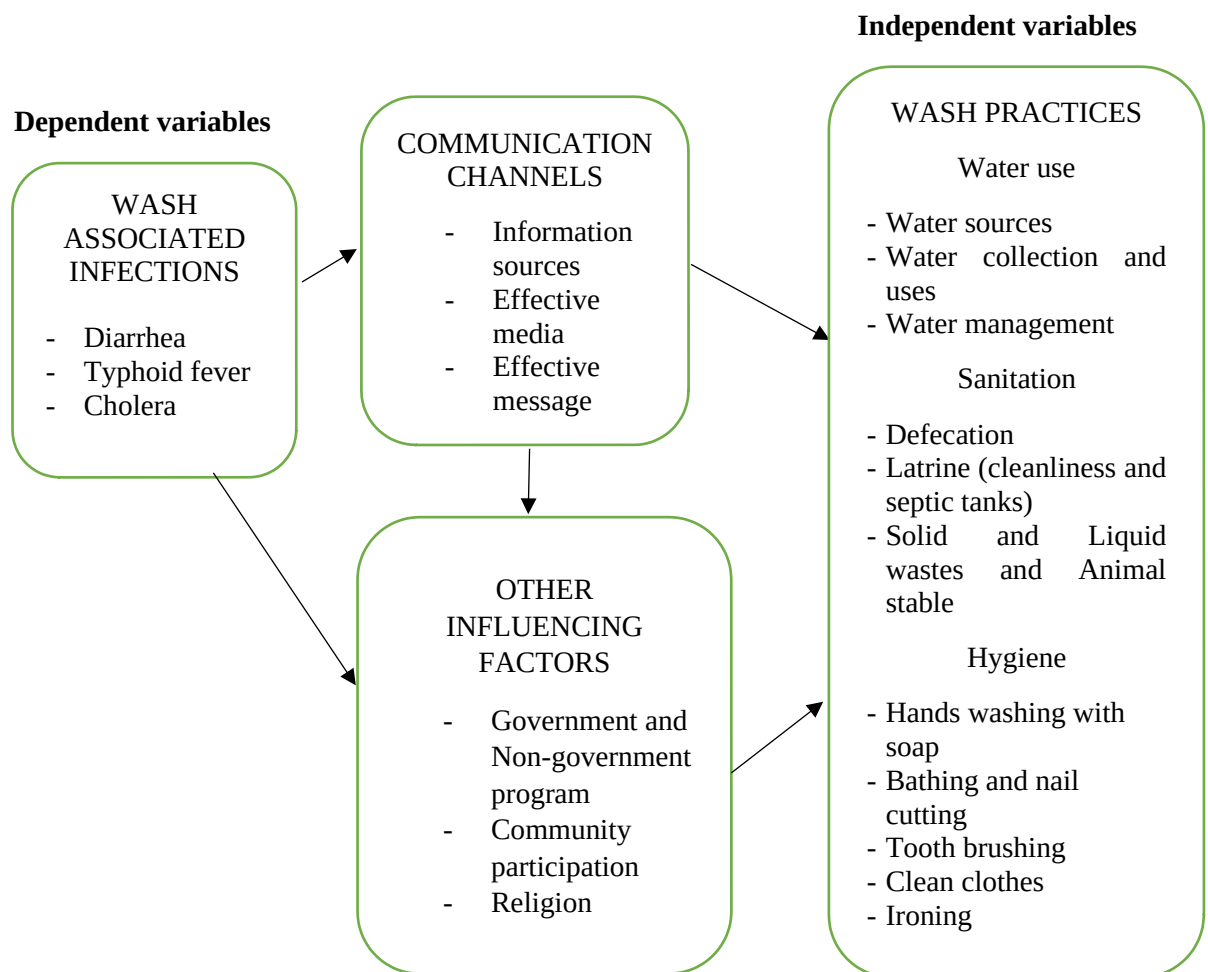 Independent variables
Dependent variables
WASH
ASSOCIATED
INFECTIONS
- Diarrhea
- Typhoid fever
- Cholera
COMMUNICATION
CHANNELS
- Information
sources
- Effective
media
- Effective
message
OTHER
INFLUENCING
FACTORS
- Government and
Non-government
program
- Community
participation
- Religion
WASH PRACTICES
Water use
- Water sources
- Water collection and
uses
- Water management
Sanitation
- Defecation
- Latrine (cleanliness and
septic tanks)
- Solid and Liquid
wastes and Animal
stable
Hygiene
- Hands washing with
soap
- Bathing and nail
cutting
- Tooth brushing
- Clean clothes
- Ironing